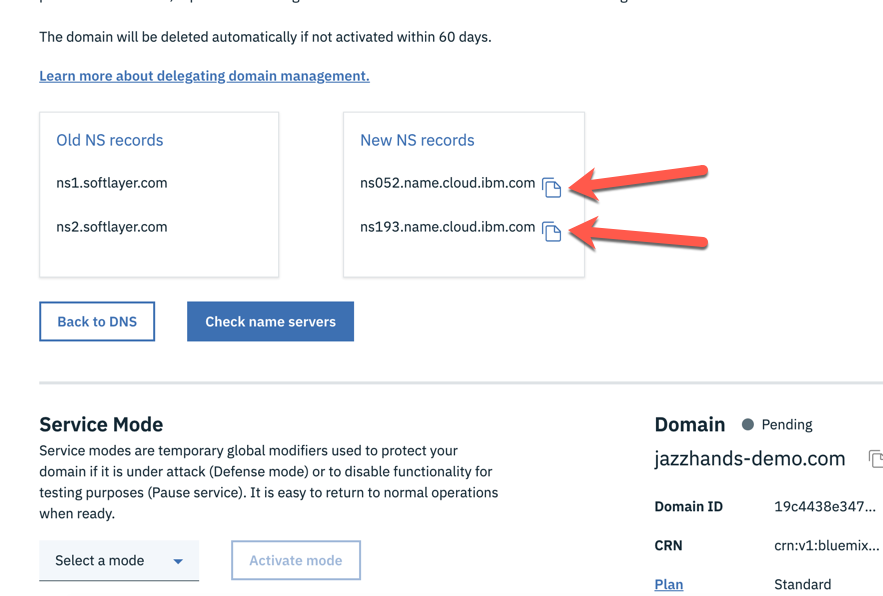 The domain will be deleted automatically if not activated within 60 days.
Learn more about delegating domain management.
Old NS records
ns1.softlayer.com
ns2.softlayer.com
New NS records
ns052.name.cloud.ibm.com
ns193.name.cloud.ibm.com
Back to DNS
Check name servers
Service Mode
Service modes are temporary global modifiers used to protect your
domain if it is under attack (Defense mode) or to disable functionality for
testing purposes (Pause service). It is easy to return to normal operations
when ready.
Select a mode
Activate mode
Domain
Pending
jazzhands-demo.com
Domain ID
19c4438e347...
CRN
crn:v1:bluemix...
Plan
Standard